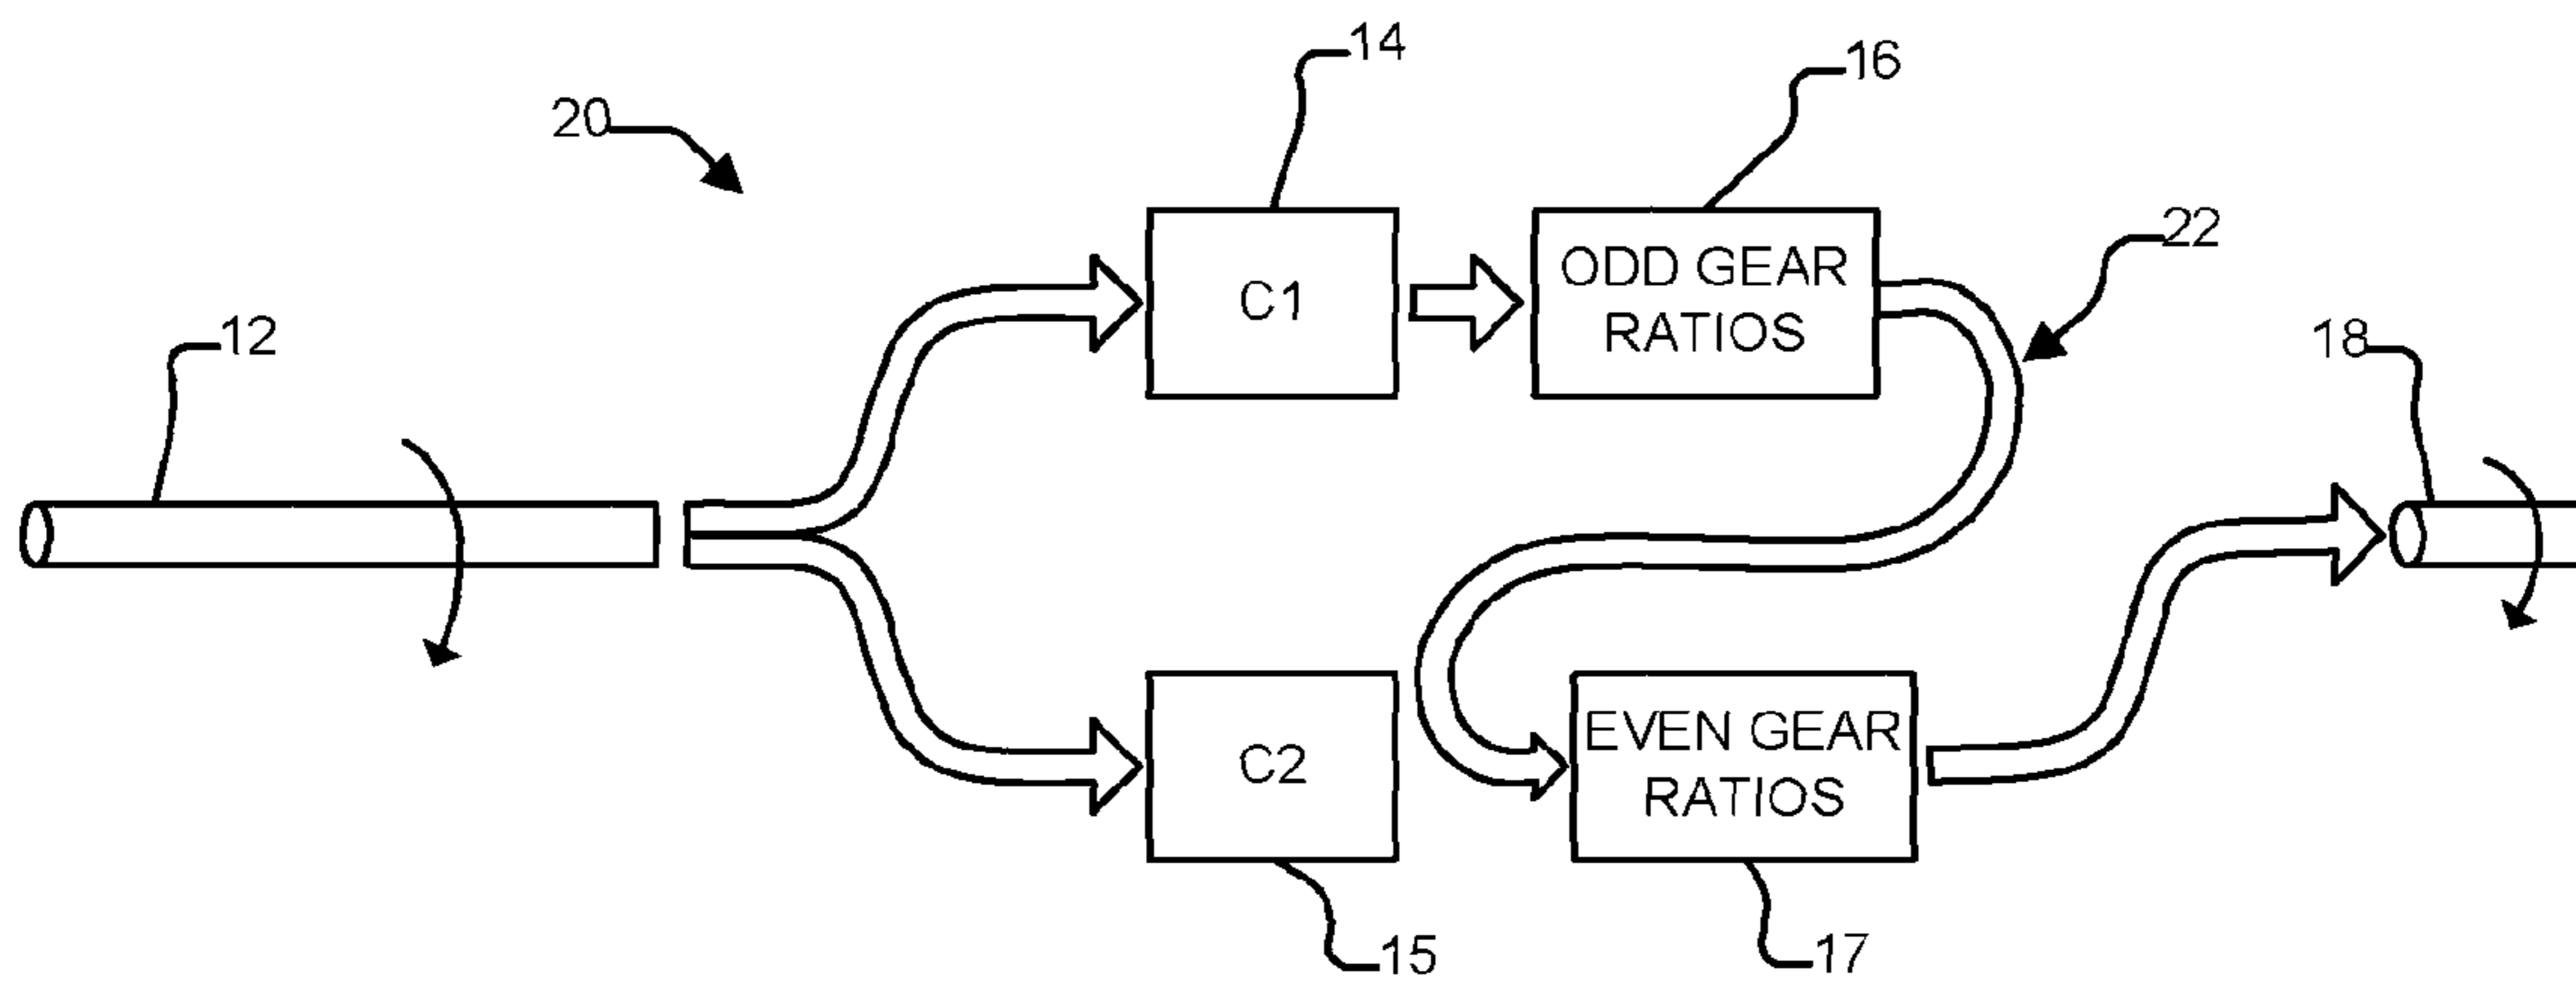 14
16
20
22
ODD GEAR
RATIOS
C1
12
18
EVEN GEAR
RATIOS
C2
15
17